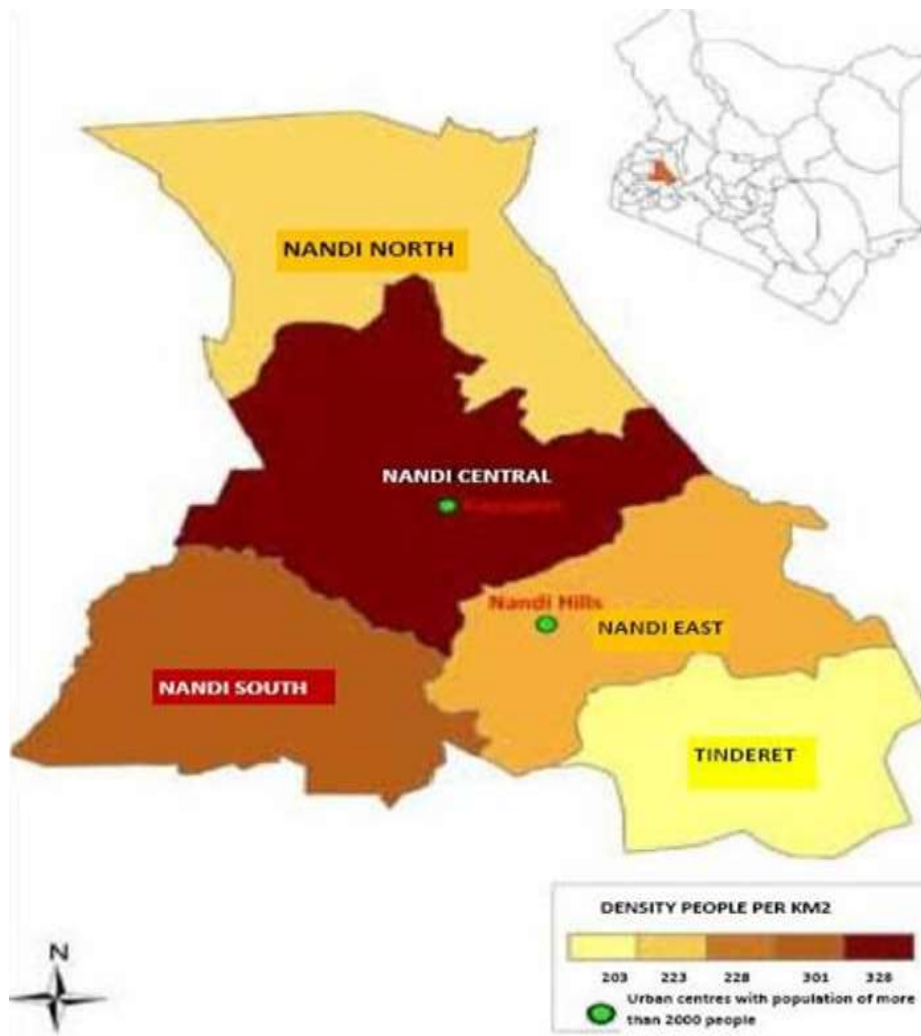 NANDI NORTH
NANDI CENTRAL
Nandi Hills
NANDI EAST
NANDI SOUTH
TINDERET
DENSITY PEOPLE PER KM2
203 223 228 301 328
Urban centres with population of more
than 2000 people
N